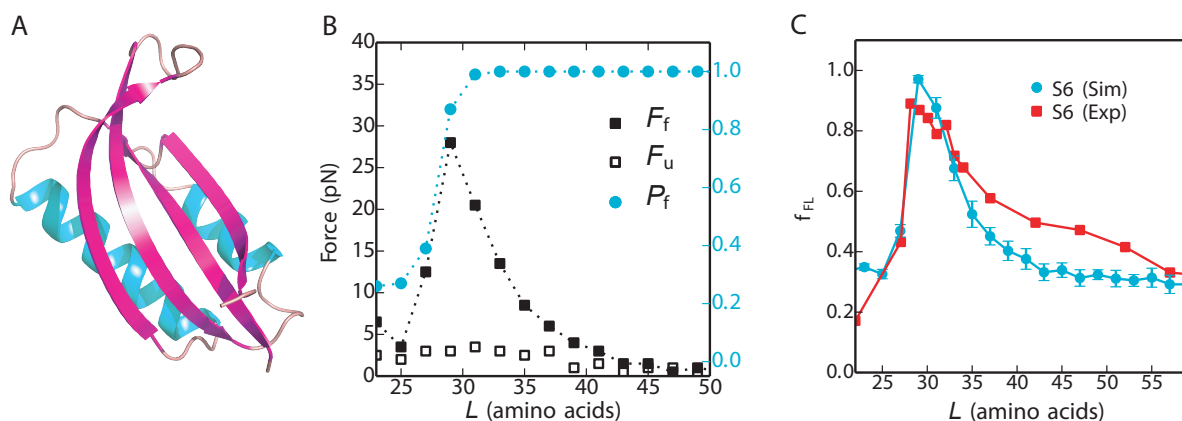 A
B
C
40
35
30
25
20
15
10
5
0
Force (pN)
25 30 35 40 45 50
L (amino acids)
1.0
0.8
0.6
0.4
0.2
0.0
F_f
F_u
P_f
1.0
0.8
0.6
0.4
0.2
0.0
f_FL
25 30 35 40 45 50 55
L (amino acids)
S6 (Sim)
S6 (Exp)